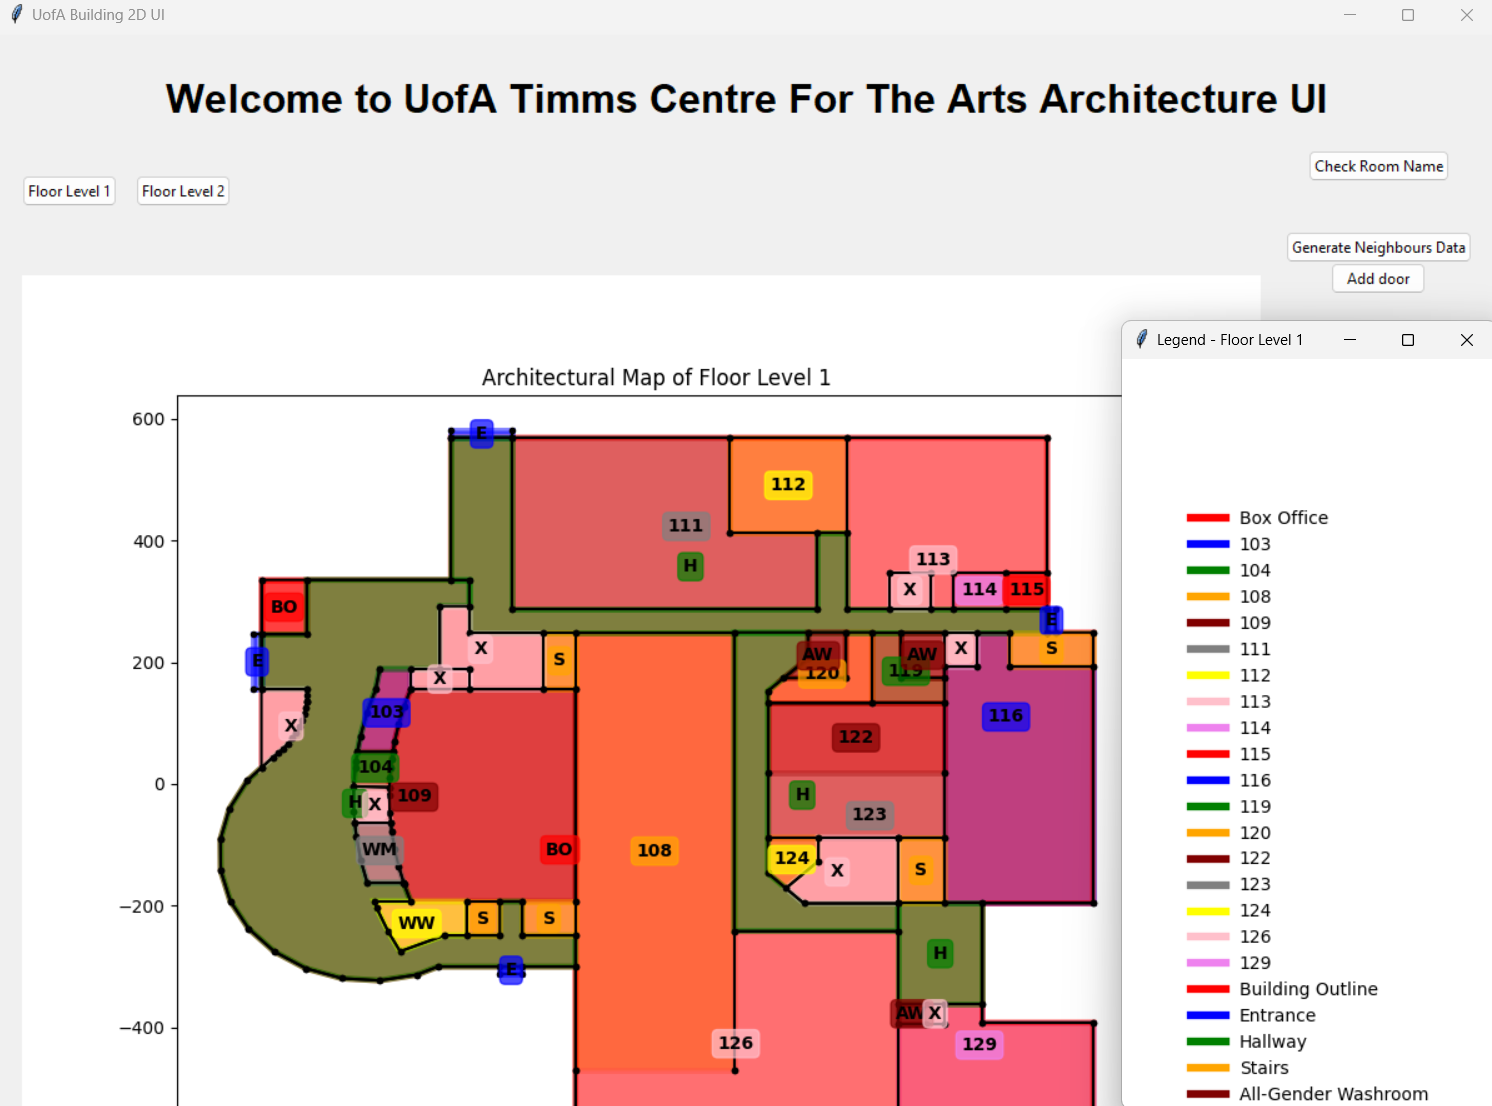 UofA Building 2D UI
Welcome to UofA Timms Centre For The Arts Architecture UI
Check Room Name
Floor Level 1
Floor Level 2
Generate Neighbours Data
Add door
Legend - Floor Level 1
Architectural Map of Floor Level 1
600
E
112
111
400
H
113
X
114
115
BO
E
X
S
AW
AW
X
S
E
200
120
119
X
X
103
116
122
104
0
109
H
X
H
123
WM
BO
108
124
X
S
−200
WW
S
S
H
E
−400
AW
X
126
129
Box Office
103
104
108
109
111
112
113
114
115
116
119
120
122
123
124
126
129
Building Outline
Entrance
Hallway
Stairs
All-Gender Washroom